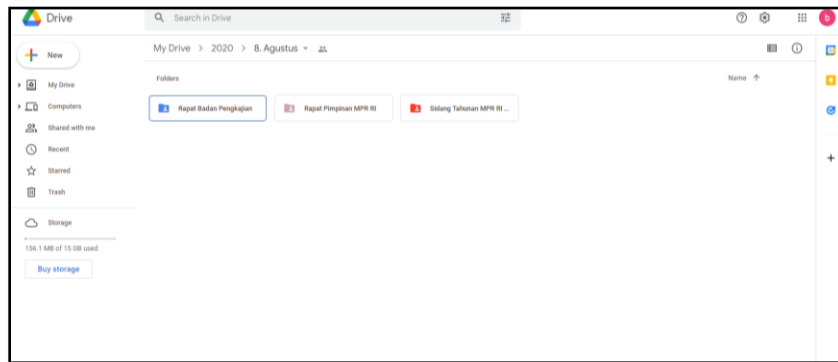 Drive
Search in Drive
b
New
My Drive > 2020 > 8. Agustus
My Drive
Computers
Shared with me
Recent
Starred
Trash
Storage
156.1 MB of 15 GB used
Buy storage
Folders
Name
Rapat Badan Pengkajian
Rapat Pimpinan MPR RI
Sidang Tahunan MPR RI ...